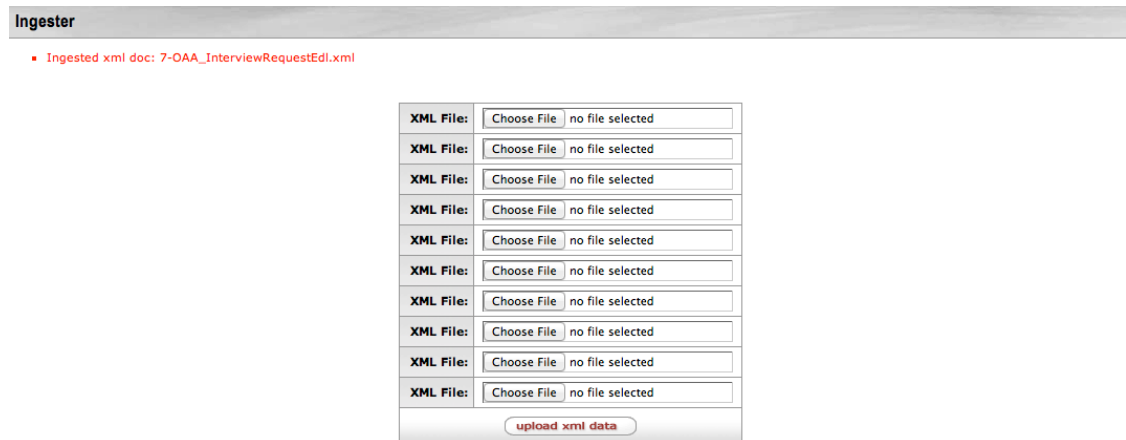 Ingester
Ingested xml doc: 7-OAA_InterviewRequestEdl.xml
XML File: Choose File no file selected
XML File: Choose File no file selected
XML File: Choose File no file selected
XML File: Choose File no file selected
XML File: Choose File no file selected
XML File: Choose File no file selected
XML File: Choose File no file selected
XML File: Choose File no file selected
XML File: Choose File no file selected
XML File: Choose File no file selected
upload xml data